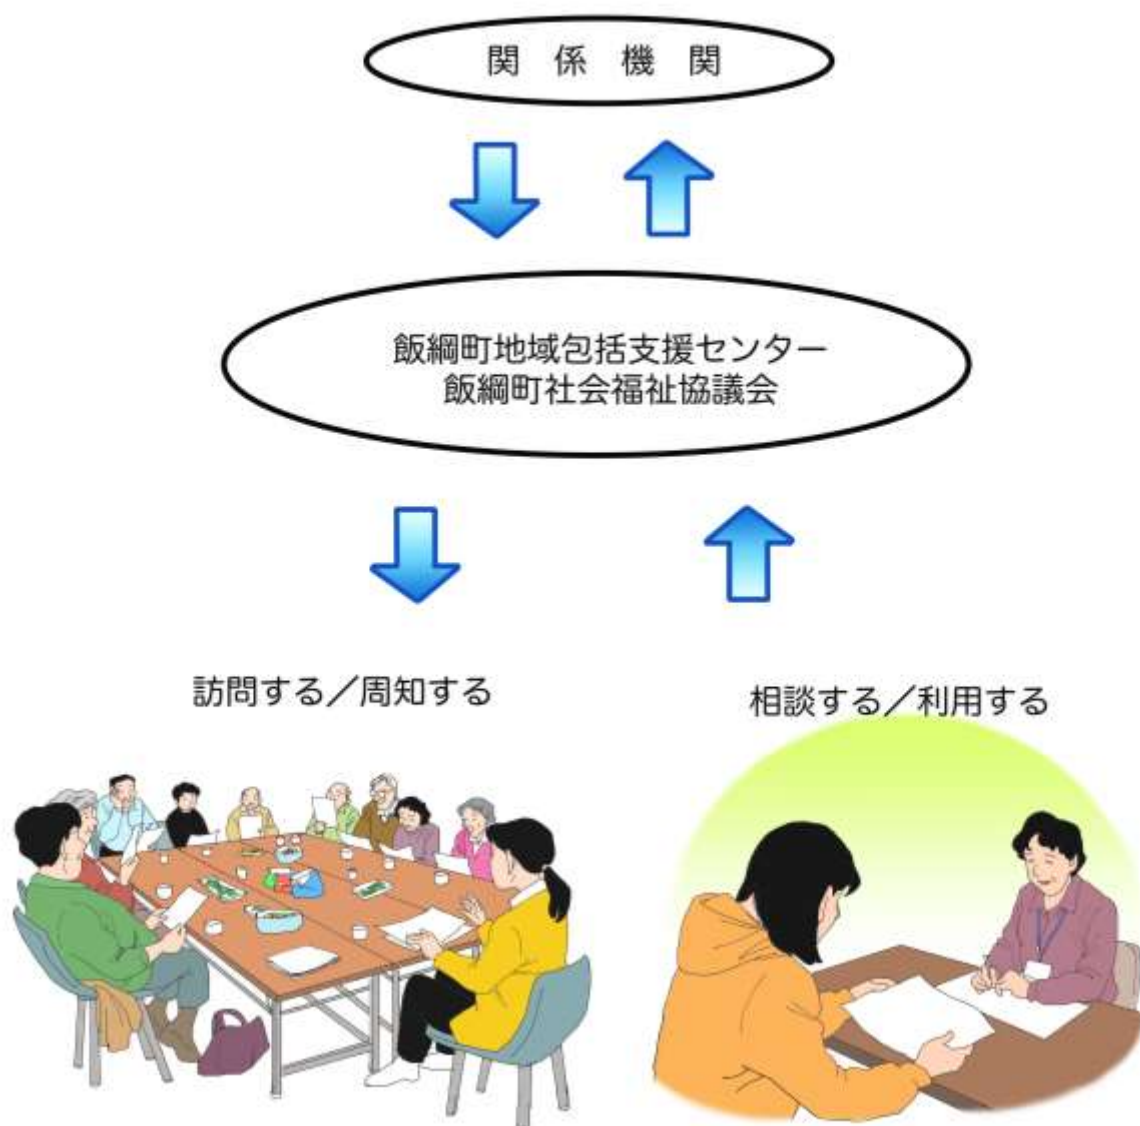 関 係 機 関
飯綱町地域包括支援センター
飯綱町社会福祉協議会
訪問する／周知する
相談する／利用する